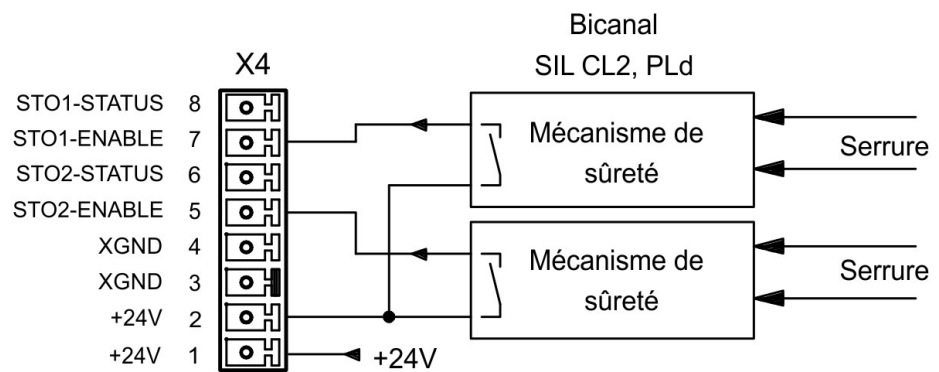 Bicanal
SIL CL2, PLd
X4
STO1-STATUS 8
STO1-ENABLE 7
STO2-STATUS 6
STO2-ENABLE 5
XGND 4
XGND 3
+24V 2
+24V 1
+24V
Mécanisme de
sûreté
Serrure
Mécanisme de
sûreté
Serrure